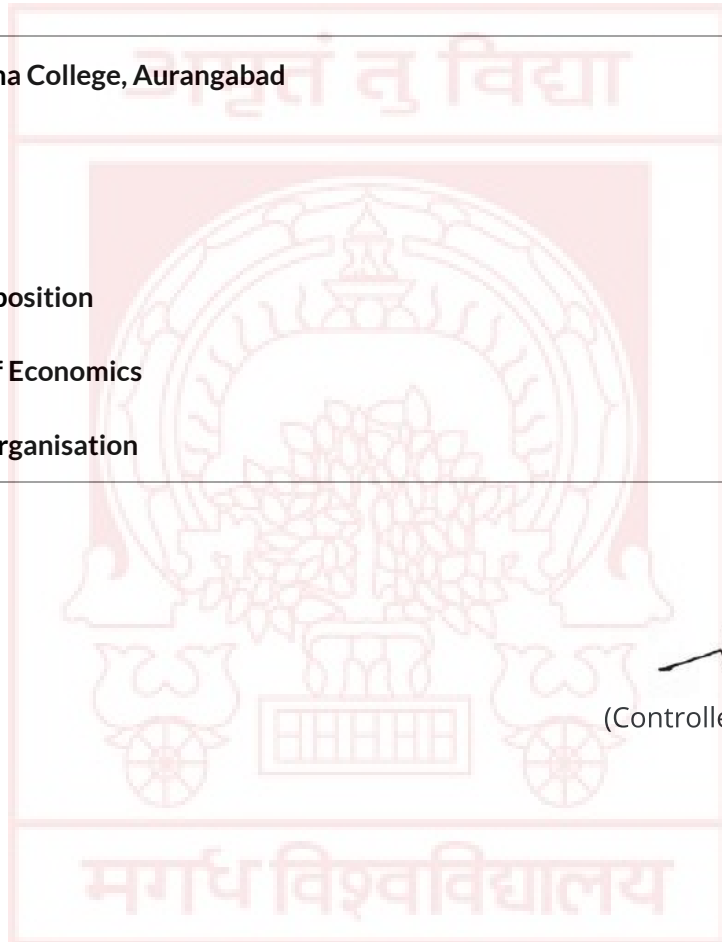 अमृतं तु विद्या
na College, Aurangabad
position
f Economics
rganisation
(Controlle
मगध विश्वविद्यालय